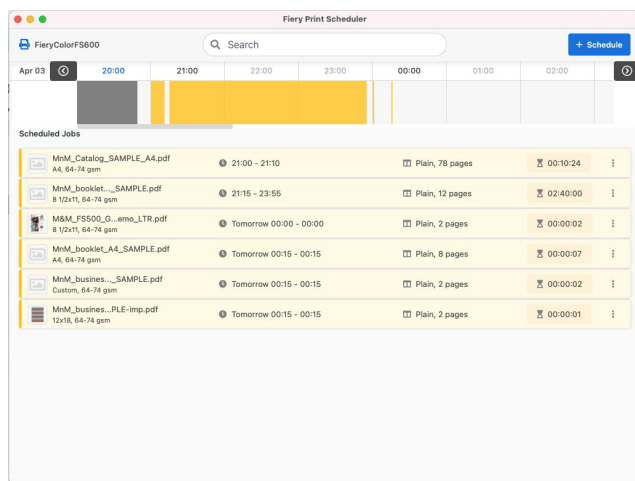 Fiery Print Scheduler
FieryColorFS600
Search
+ Schedule
Apr 03 20:00 21:00 22:00 23:00 00:00 01:00 02:00
Scheduled Jobs
MnM_Catalog_SAMPLE_A4.pdf 21:00 - 21:10 Plain, 78 pages 00:10:24
A4, 64-74 gsm
MnM_booklet..._SAMPLE.pdf 21:15 - 23:55 Plain, 12 pages 02:40:00
8 1/2x11, 64-74 gsm
M&M_FS500_G...emo_LTR.pdf Tomorrow 00:00 - 00:00 Plain, 2 pages 00:00:02
8 1/2x11, 64-74 gsm
MnM_booklet_A4_SAMPLE.pdf Tomorrow 00:15 - 00:15 Plain, 8 pages 00:00:07
A4, 64-74 gsm
MnM_busines..._SAMPLE.pdf Tomorrow 00:15 - 00:15 Plain, 2 pages 00:00:02
Custom, 64-74 gsm
MnM_busines...PLE-imp.pdf Tomorrow 00:15 - 00:15 Plain, 2 pages 00:00:01
12x18, 64-74 gsm